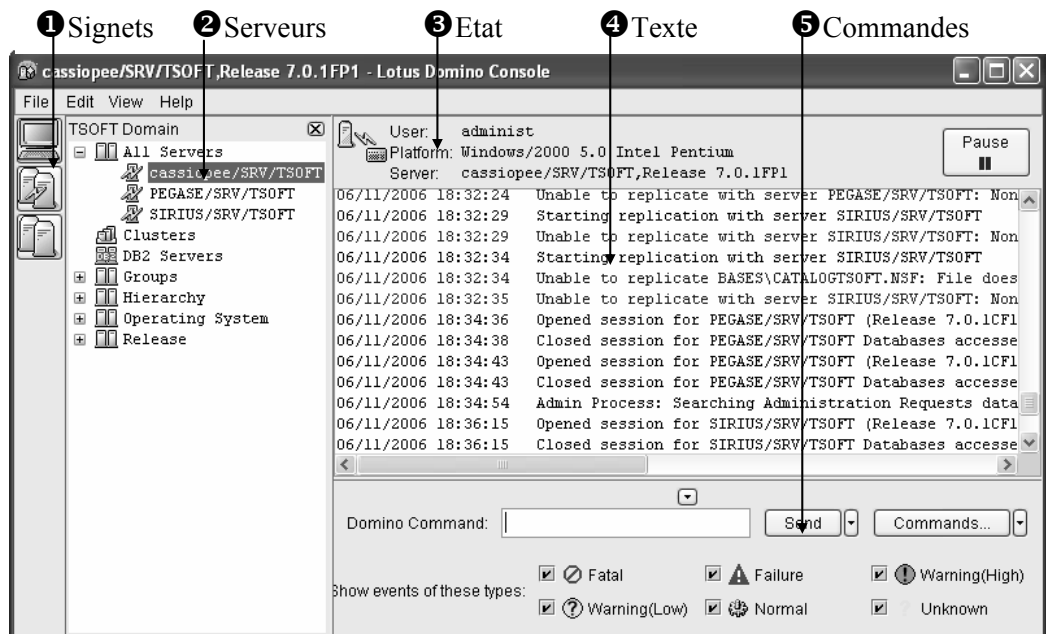 ❶Signets ❷Serveurs ❸Etat ❹Texte ❺Commandes
cassiopee/SRV/TSOFT,Release 7.0.1FP1 - Lotus Domino Console
File Edit View Help
TSOFT Domain
All Servers
cassiopee/SRV/TSOFT
PEGASE/SRV/TSOFT
SIRIUS/SRV/TSOFT
Clusters
DB2 Servers
Groups
Hierarchy
Operating System
Release
User: administ
Platform: Windows/2000 5.0 Intel Pentium
Server: cassiopee/SRV/TSOFT,Release 7.0.1FP1
Pause
06/11/2006 18:32:24 Unable to replicate with server PEGASE/SRV/TSOFT: Non
06/11/2006 18:32:29 Starting replication with server SIRIUS/SRV/TSOFT
06/11/2006 18:32:29 Unable to replicate with server SIRIUS/SRV/TSOFT: Non
06/11/2006 18:32:34 Starting replication with server SIRIUS/SRV/TSOFT
06/11/2006 18:32:34 Unable to replicate BASES\CATALOGTSOFT.NSF: File does
06/11/2006 18:32:35 Unable to replicate with server SIRIUS/SRV/TSOFT: Non
06/11/2006 18:34:36 Opened session for PEGASE/SRV/TSOFT (Release 7.0.1CF1
06/11/2006 18:34:38 Closed session for PEGASE/SRV/TSOFT Databases accesse
06/11/2006 18:34:43 Opened session for PEGASE/SRV/TSOFT (Release 7.0.1CF1
06/11/2006 18:34:43 Closed session for PEGASE/SRV/TSOFT Databases accesse
06/11/2006 18:34:54 Admin Process: Searching Administration Requests data
06/11/2006 18:36:15 Opened session for SIRIUS/SRV/TSOFT (Release 7.0.1CF1
06/11/2006 18:36:15 Closed session for SIRIUS/SRV/TSOFT Databases accesse
Domino Command: Send Commands...
Show events of these types:
Fatal Failure Warning(High)
Warning(Low) Normal Unknown